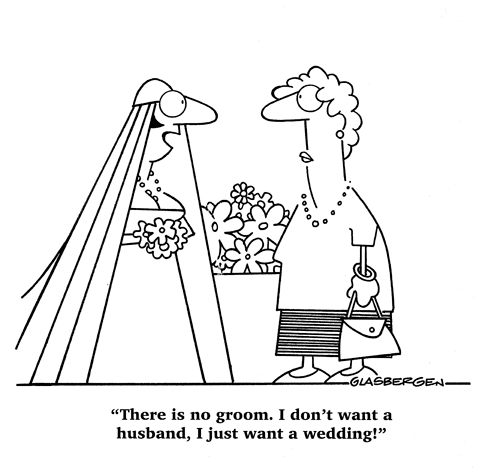 GLASBERGEN
“There is no groom. I don’t want a
husband, I just want a wedding!”